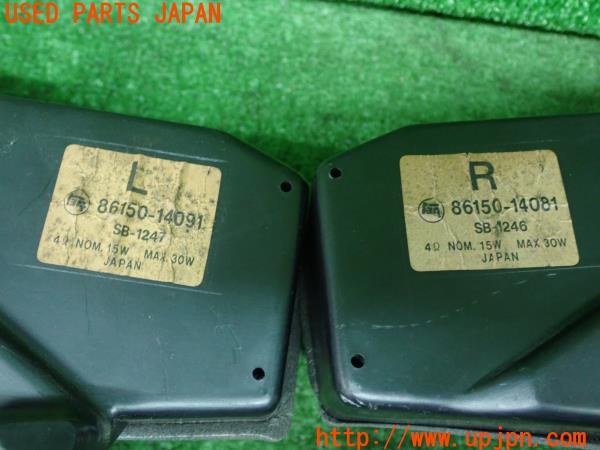 USED PARTS JAPAN
L
86150-14091
SB-1247
4Ω NOM. 15W MAX. 30W
JAPAN
R
86150-14081
SB-1246
4Ω NOM. 15W MAX 30W
JAPAN
http://www.upjpn.com/